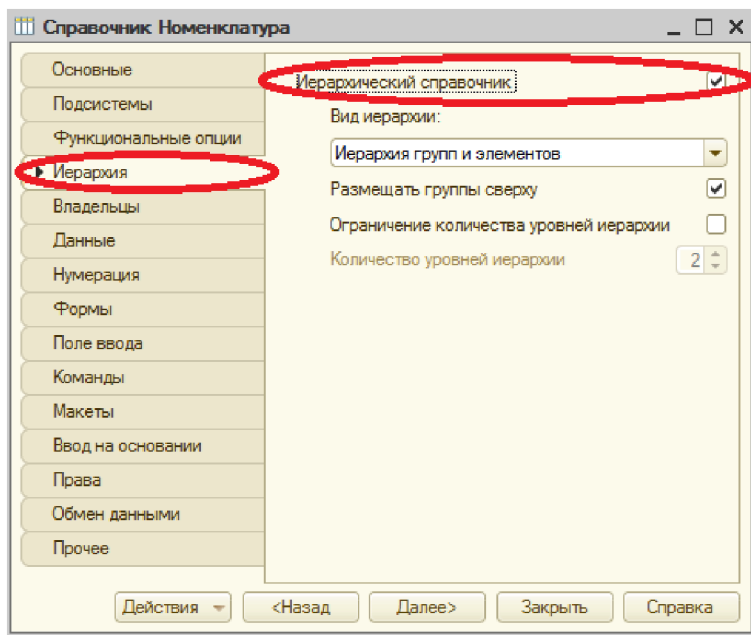 Справочник Номенклатура
Основные
Подсистемы
Функциональные опции
Иерархия
Владельцы
Данные
Нумерация
Формы
Поле ввода
Команды
Макеты
Ввод на основании
Права
Обмен данными
Прочее
Иерархический справочник
Вид иерархии:
Иерархия групп и элементов
Размещать группы сверху
Ограничение количества уровней иерархии
Количество уровней иерархии 2
Действия <Назад Далее> Закрыть Справка